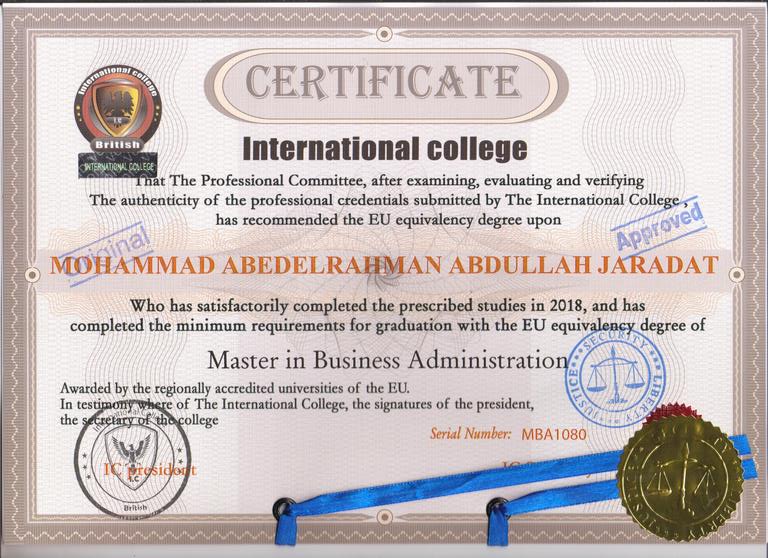 CERTIFICATE
International college
British
INTERNATIONAL COLLEGE
International college
That The Professional Committee, after examining, evaluating and verifying
The authenticity of the professional credentials submitted by The International College ,
has recommended the EU equivalency degree upon
Original
Approved
MOHAMMAD ABEDELRAHMAN ABDULLAH JARADAT
Who has satisfactorily completed the prescribed studies in 2018, and has
completed the minimum requirements for graduation with the EU equivalency degree of
Master in Business Administration
SECURITY
JUSTICE
LIBERTY
Awarded by the regionally accredited universities of the EU.
In testimony where of The International College, the signatures of the president,
the secretary of the college
Serial Number: MBA1080
International College
I.C
British
IC president